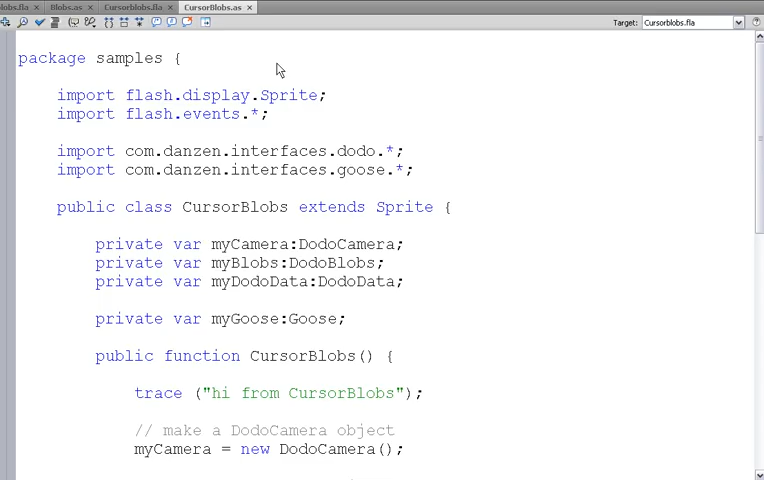 blobs.fla × Blobs.as × Cursorblobs.fla × CursorBlobs.as ×
Target: Cursorblobs.fla
package samples {
import flash.display.Sprite;
import flash.events.*;
import com.danzen.interfaces.dodo.*;
import com.danzen.interfaces.goose.*;
public class CursorBlobs extends Sprite {
private var myCamera:DodoCamera;
private var myBlobs:DodoBlobs;
private var myDodoData:DodoData;
private var myGoose:Goose;
public function CursorBlobs() {
trace ("hi from CursorBlobs");
// make a DodoCamera object
myCamera = new DodoCamera();